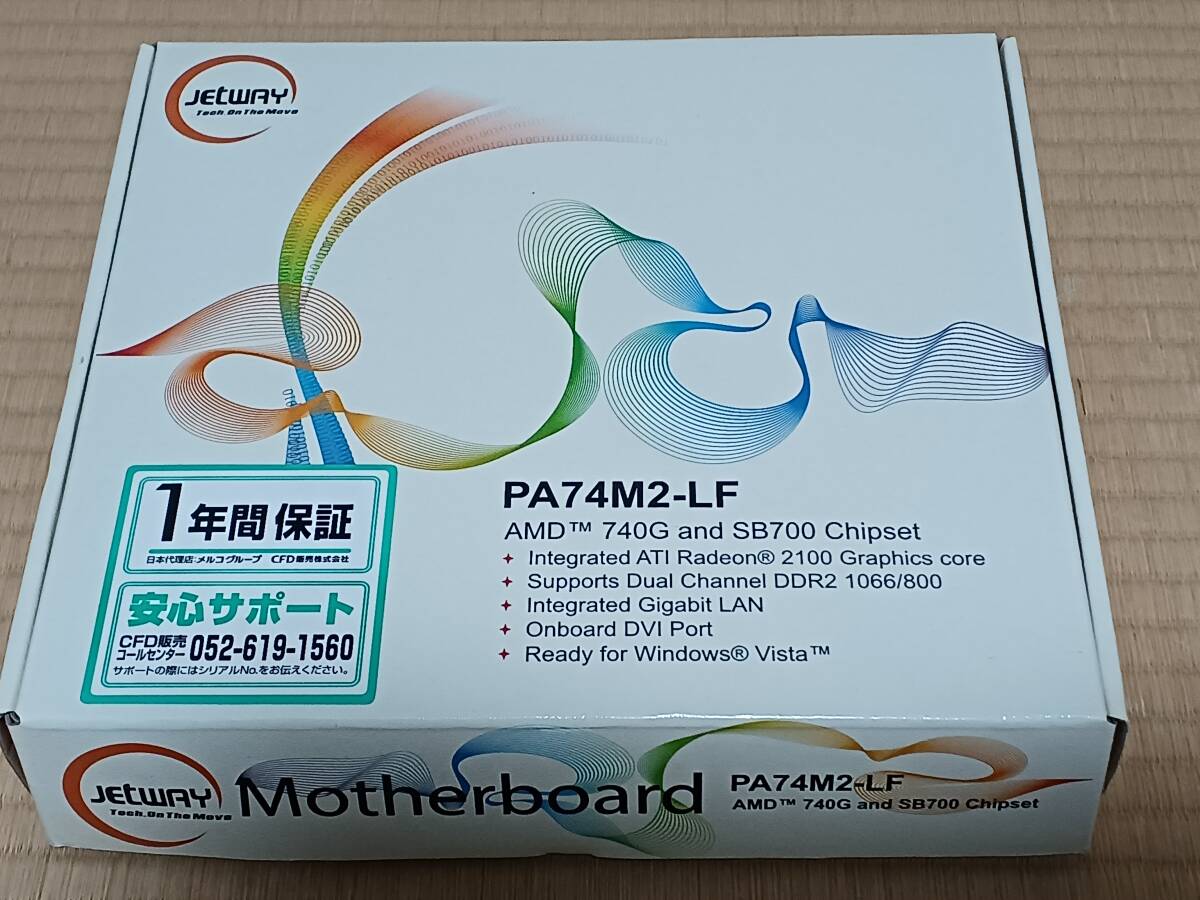 JETWAY
Tech.On The Move
1年間保証
日本代理店:メルコグループ CFD販売株式会社
安心サポート
CFD販売
コールセンター 052-619-1560
サポートの際にはシリアルNo.をお伝えください。
PA74M2-LF
AMD™ 740G and SB700 Chipset
Integrated ATI Radeon® 2100 Graphics core
Supports Dual Channel DDR2 1066/800
Integrated Gigabit LAN
Onboard DVI Port
Ready for Windows® Vista™
JETWAY
Tech.On The Move
Motherboard
PA74M2-LF
AMD™ 740G and SB700 Chipset